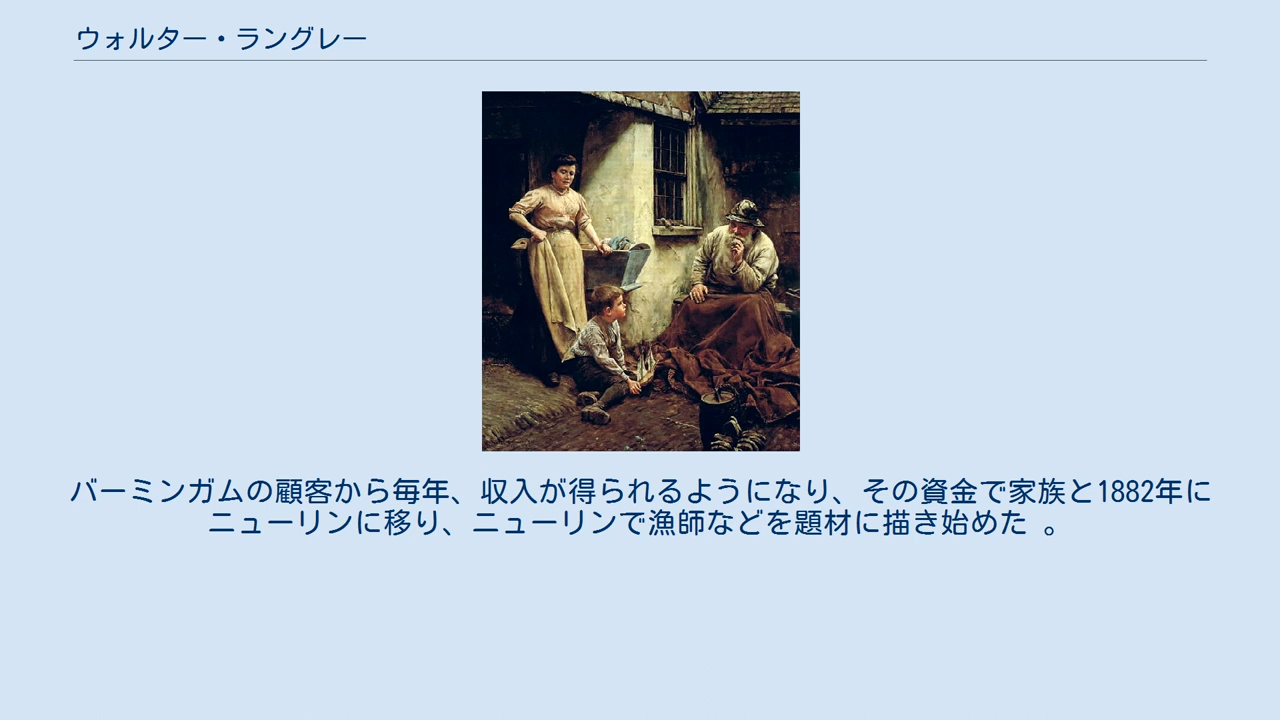 ウォルター・ラングレー
バーミンガムの顧客から毎年、収入が得られるようになり、その資金で家族と1882年に
ニューリンに移り、ニューリンで漁師などを題材に描き始めた 。